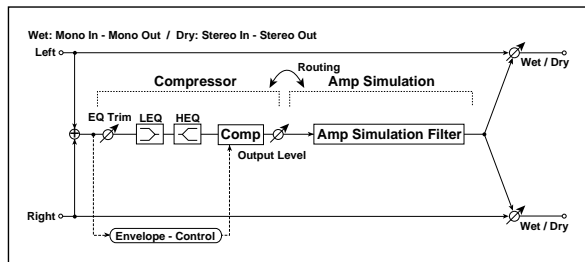 Wet: Mono In - Mono Out / Dry: Stereo In - Stereo Out
Left
Wet / Dry
Routing
Compressor
Amp Simulation
EQ Trim
LEQ
HEQ
Comp
Output Level
Amp Simulation Filter
Right
Envelope - Control
Wet / Dry